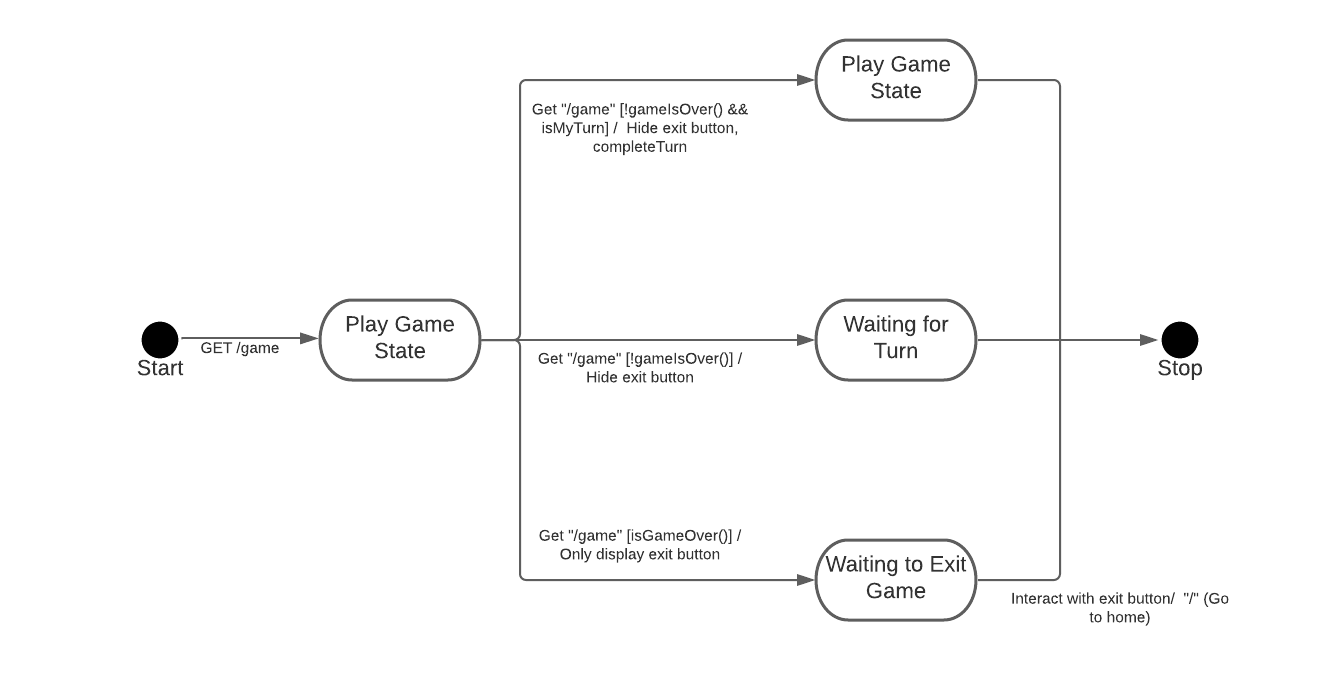 Play Game
State
Get "/game" [!gameIsOver() &&
isMyTurn] / Hide exit button,
completeTurn
Start
GET /game
Play Game
State
Get "/game" [!gameIsOver()] /
Hide exit button
Waiting for
Turn
Stop
Get "/game" [isGameOver()] /
Only display exit button
Waiting to Exit
Game
Interact with exit button/ "/" (Go
to home)